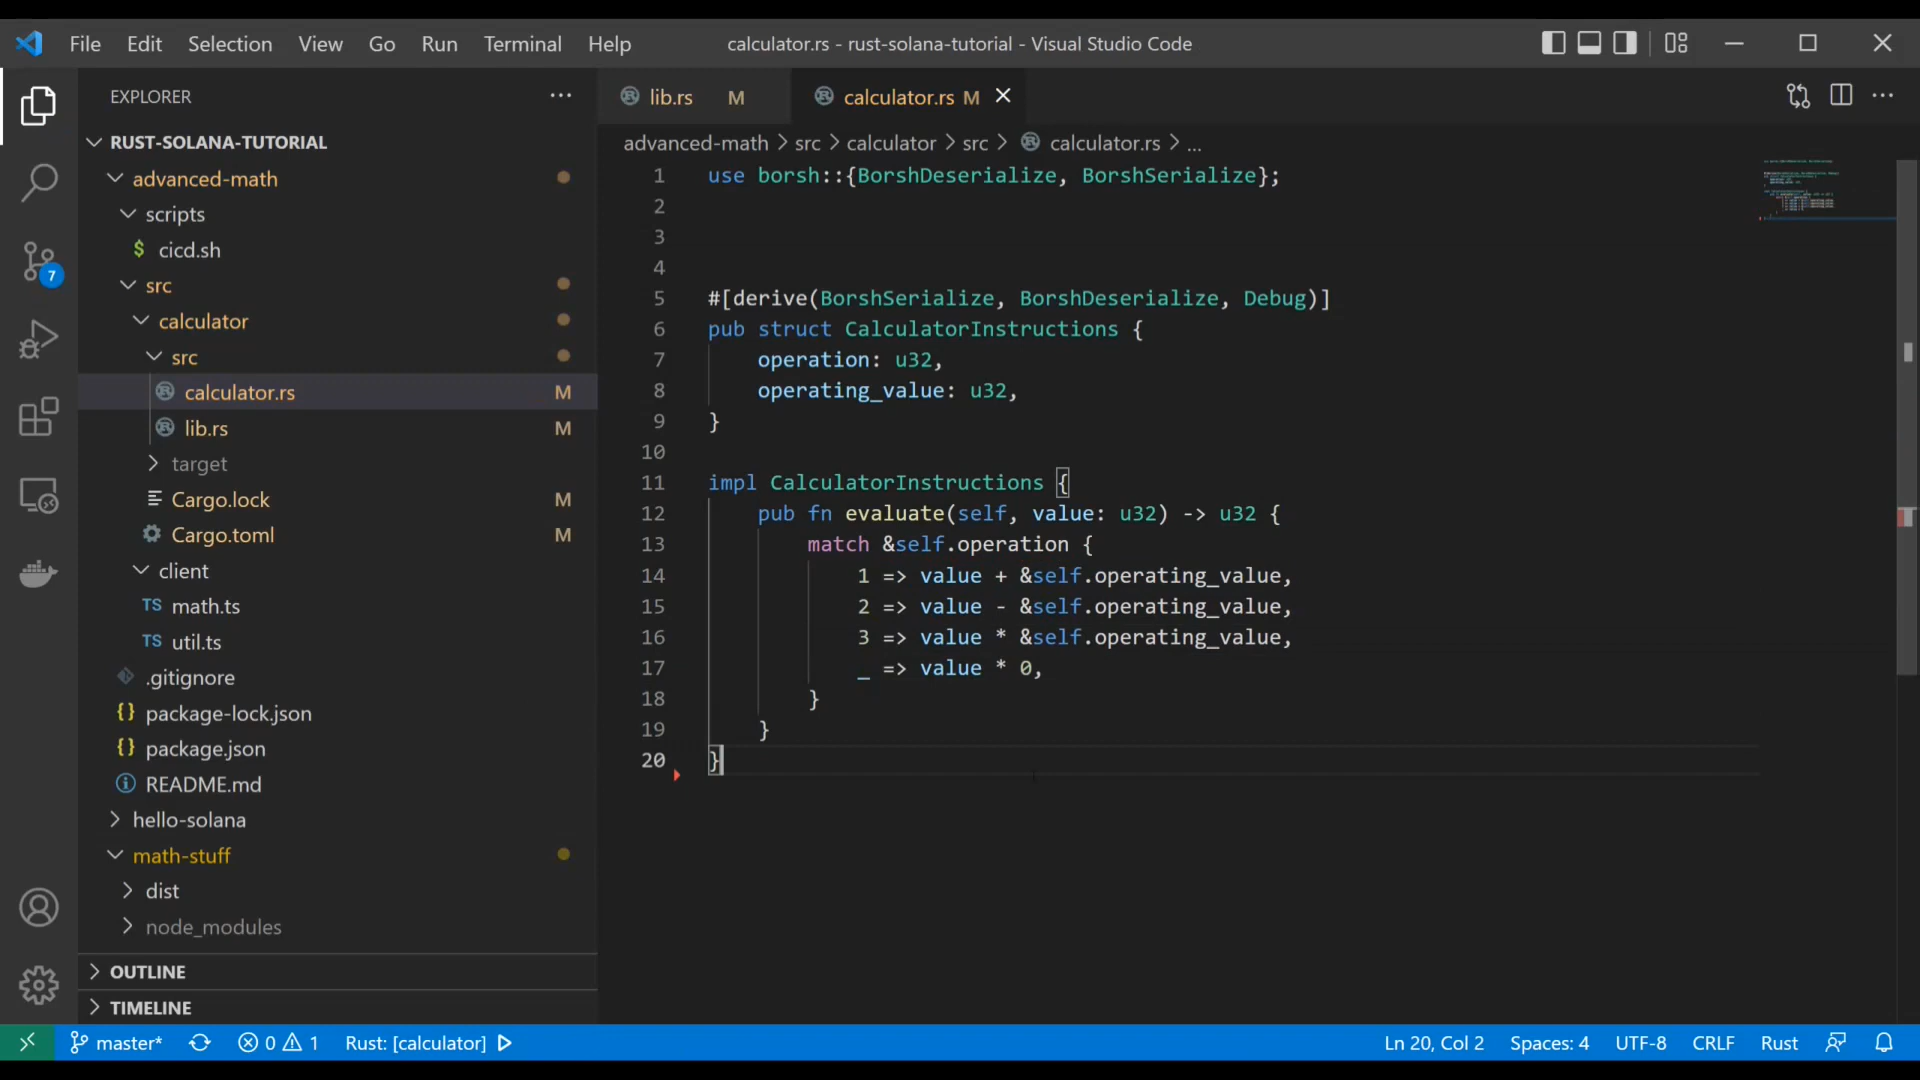 File Edit Selection View Go Run Terminal Help calculator.rs - rust-solana-tutorial - Visual Studio Code
EXPLORER
RUST-SOLANA-TUTORIAL
advanced-math
scripts
$ cicd.sh
src
calculator
src
calculator.rs M
lib.rs M
target
Cargo.lock M
Cargo.toml M
client
TS math.ts
TS util.ts
.gitignore
{} package-lock.json
{} package.json
README.md
hello-solana
math-stuff
dist
node_modules
OUTLINE
TIMELINE
7
lib.rs M calculator.rs M
advanced-math > src > calculator > src > calculator.rs > ...
1 use borsh::{BorshDeserialize, BorshSerialize};
2
3
4
5 #[derive(BorshSerialize, BorshDeserialize, Debug)]
6 pub struct CalculatorInstructions {
7     operation: u32,
8     operating_value: u32,
9 }
10
11 impl CalculatorInstructions {
12     pub fn evaluate(self, value: u32) -> u32 {
13         match &self.operation {
14             1 => value + &self.operating_value,
15             2 => value - &self.operating_value,
16             3 => value * &self.operating_value,
17             _ => value * 0,
18         }
19     }
20 }
master* 0 1 Rust: [calculator] Ln 20, Col 2 Spaces: 4 UTF-8 CRLF Rust